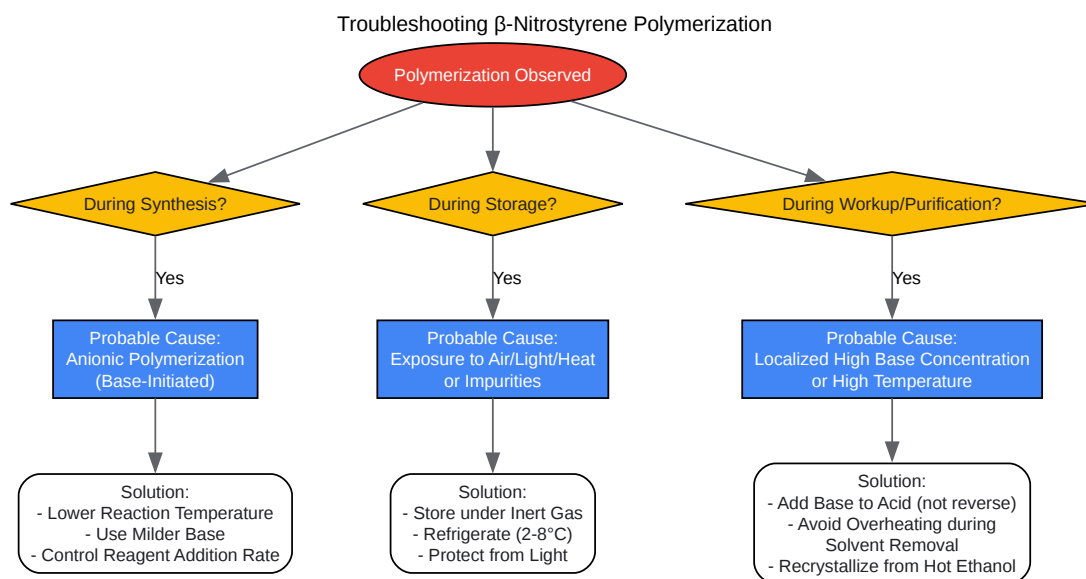 Troubleshooting β-Nitrostyrene Polymerization
Polymerization Observed
During Synthesis?
During Storage?
During Workup/Purification?
Yes
Yes
Yes
Probable Cause:
Anionic Polymerization
(Base-Initiated)
Probable Cause:
Exposure to Air/Light/Heat
or Impurities
Probable Cause:
Localized High Base Concentration
or High Temperature
Solution:
- Lower Reaction Temperature
- Use Milder Base
- Control Reagent Addition Rate
Solution:
- Store under Inert Gas
- Refrigerate (2-8°C)
- Protect from Light
Solution:
- Add Base to Acid (not reverse)
- Avoid Overheating during
Solvent Removal
- Recrystallize from Hot Ethanol